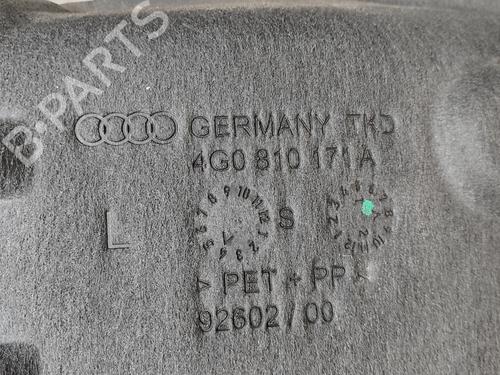 GERMANY TKD
4G0 810 171 A
L
S
> PET + PP <
92602/00
B-PARTS